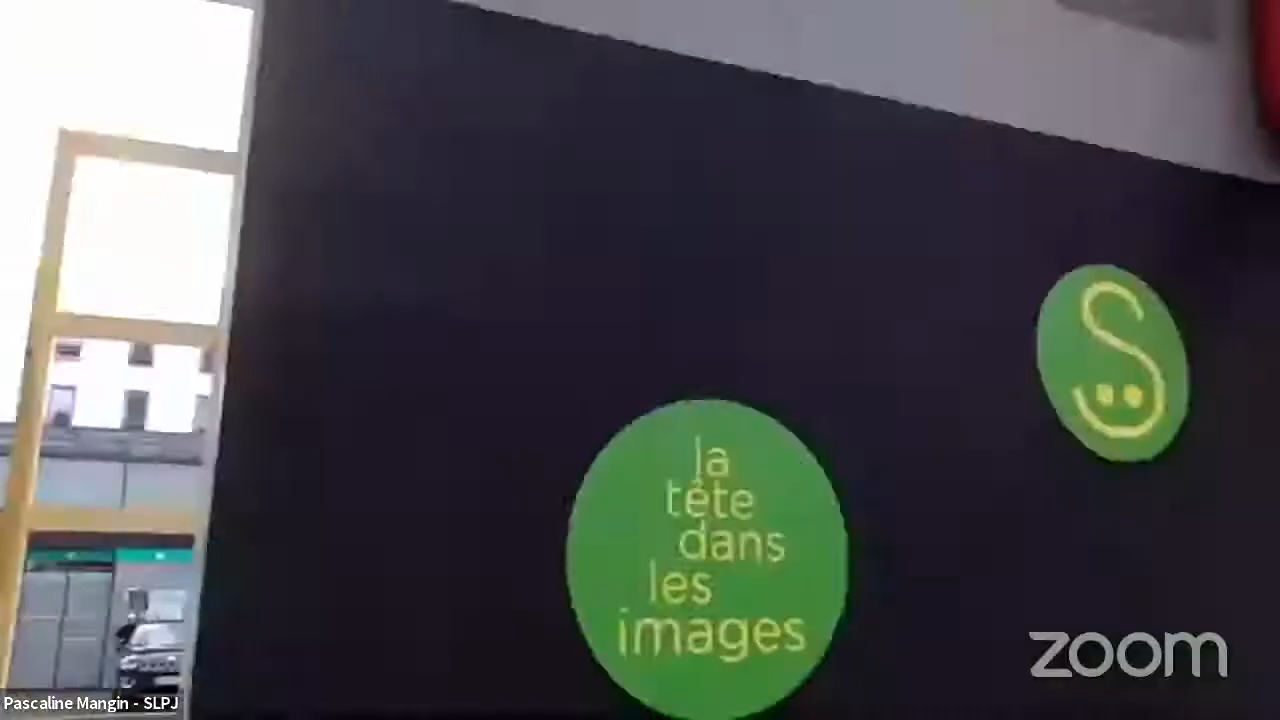 S
la
tête
dans
les
images
zoom
Pascaline Mangin - SLPJ